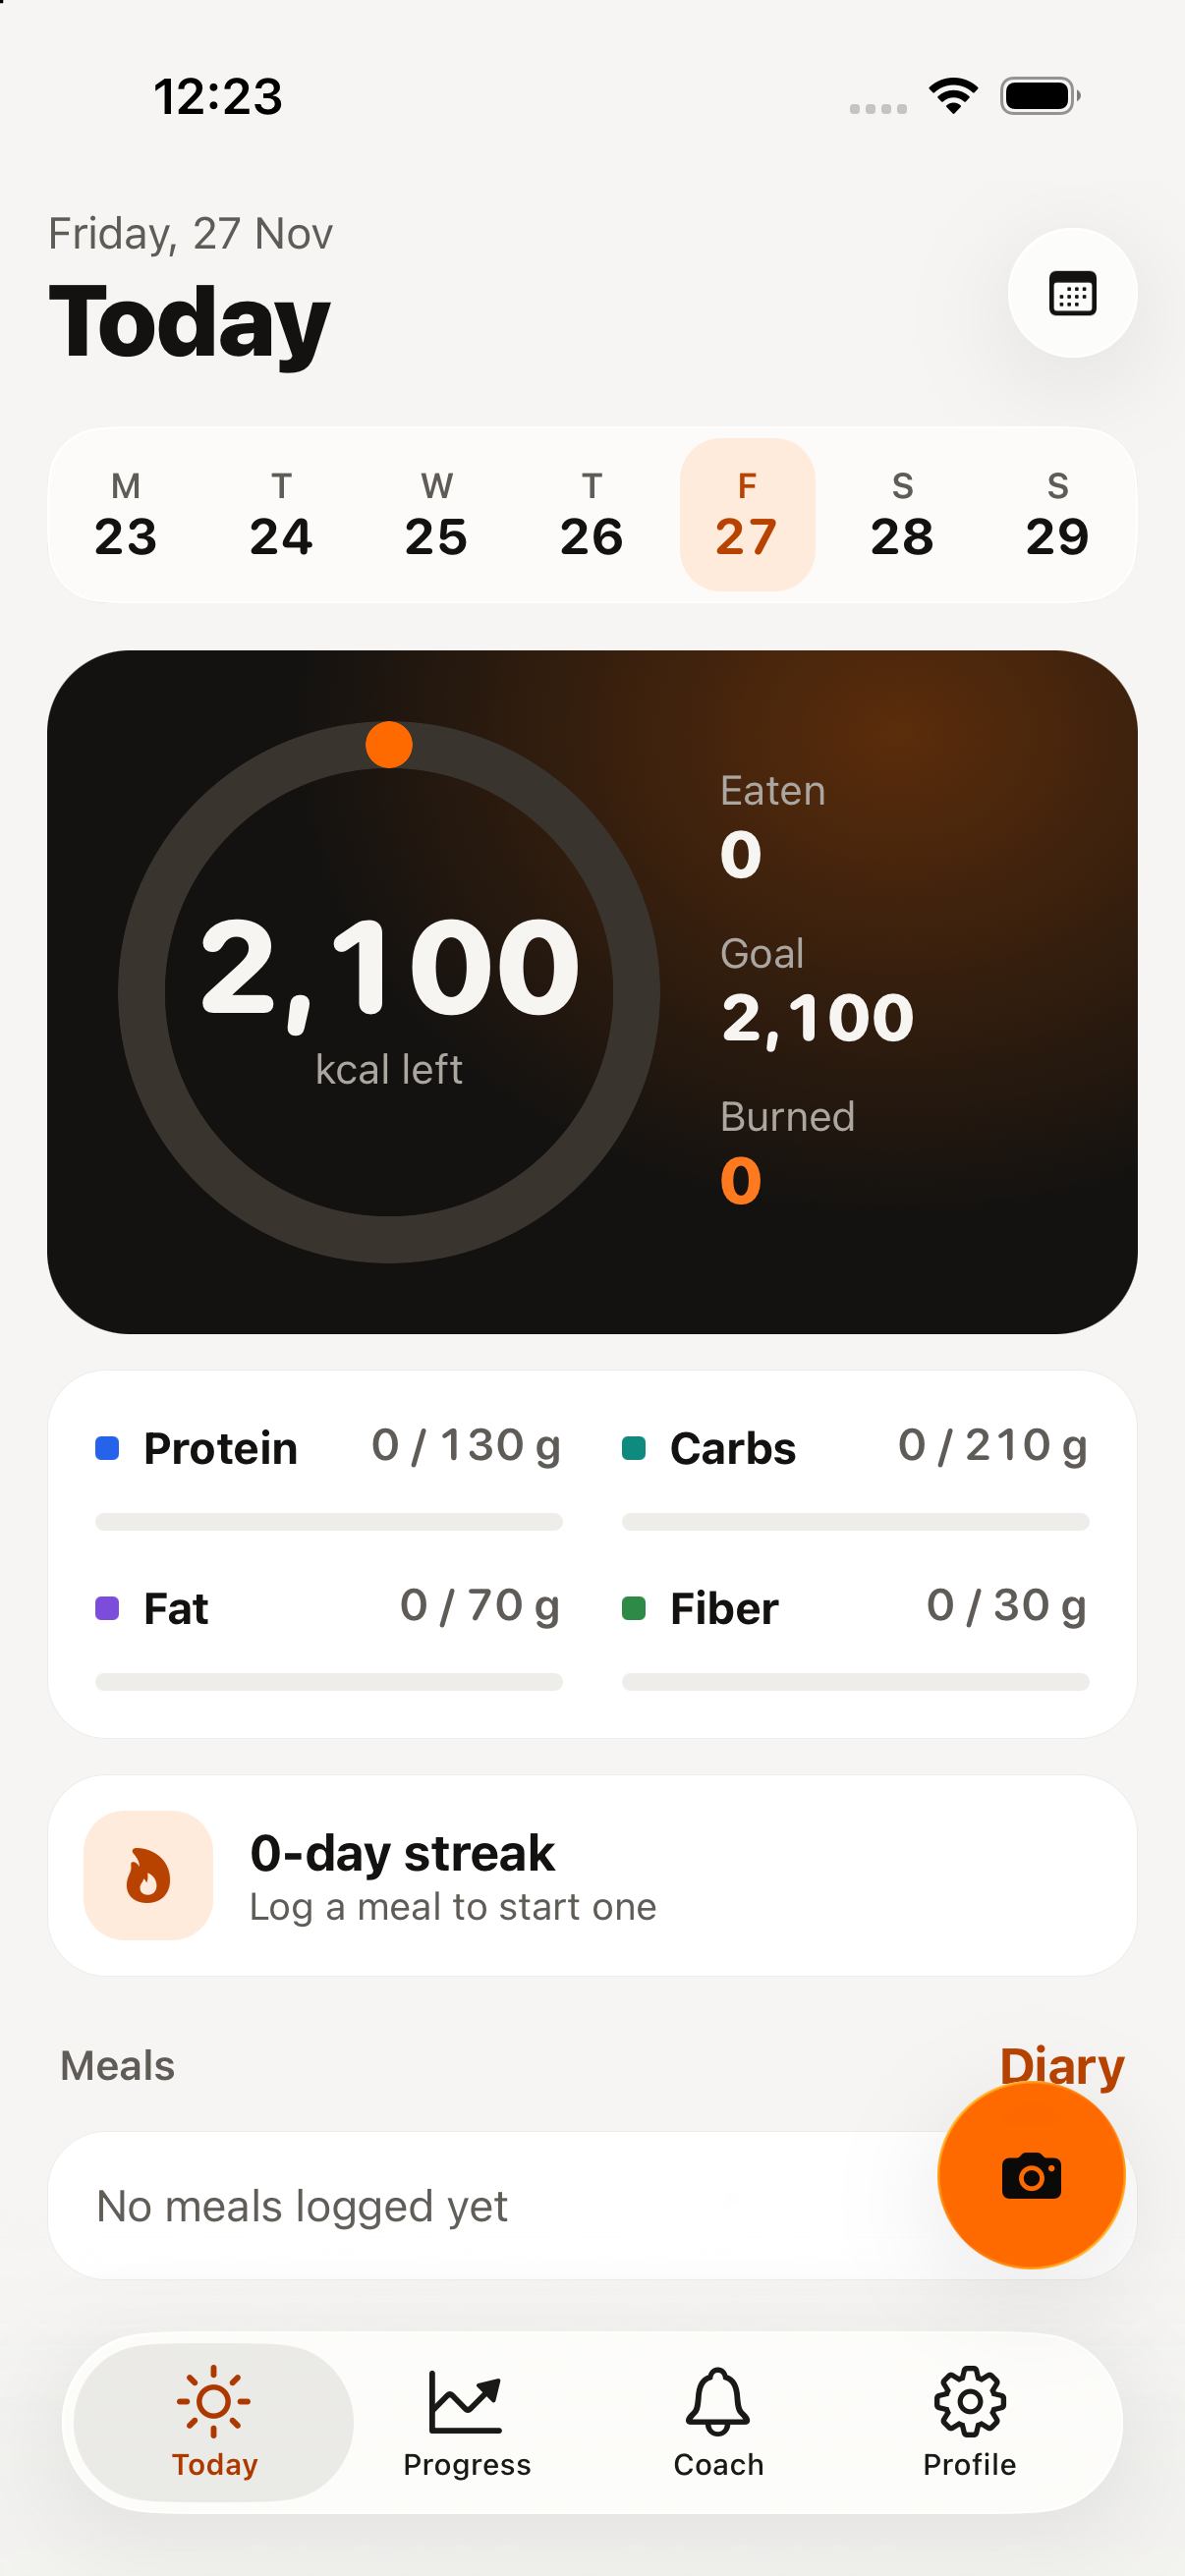 12:23
Friday, 27 Nov
Today
M T W T F S S
23 24 25 26 27 28 29
2,100
kcal left
Eaten
0
Goal
2,100
Burned
0
Protein 0 / 130 g
Carbs 0 / 210 g
Fat 0 / 70 g
Fiber 0 / 30 g
0-day streak
Log a meal to start one
Meals
Diary
No meals logged yet
Today
Progress
Coach
Profile